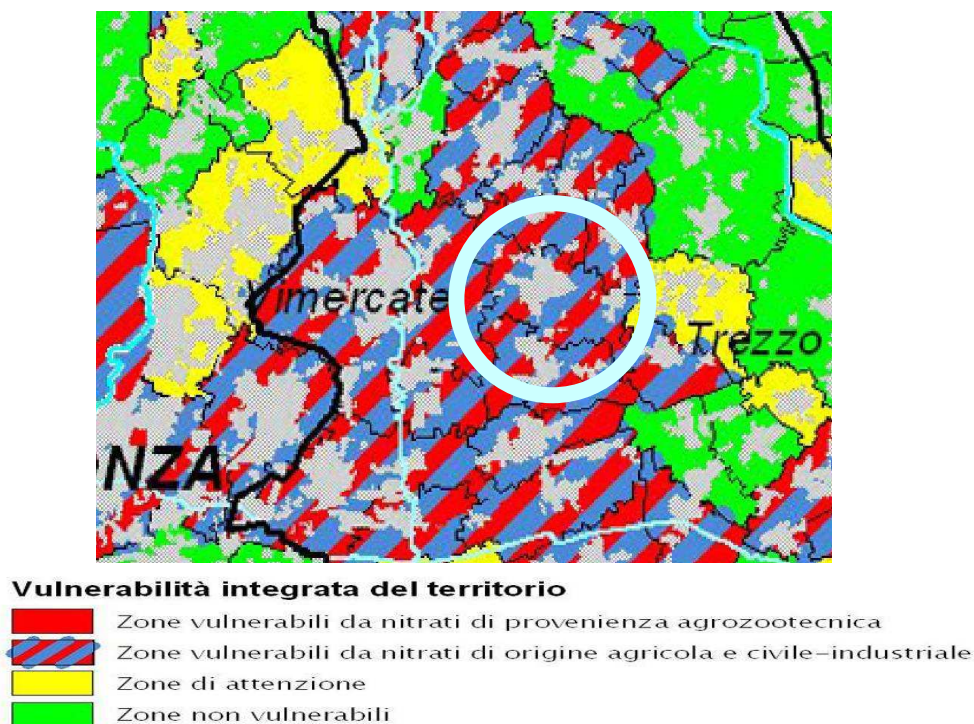 imercate
Trezzo
NZA
Vulnerabilità integrata del territorio
Zone vulnerabili da nitrati di provenienza agrozootecnica
Zone vulnerabili da nitrati di origine agricola e civile-industriale
Zone di attenzione
Zone non vulnerabili